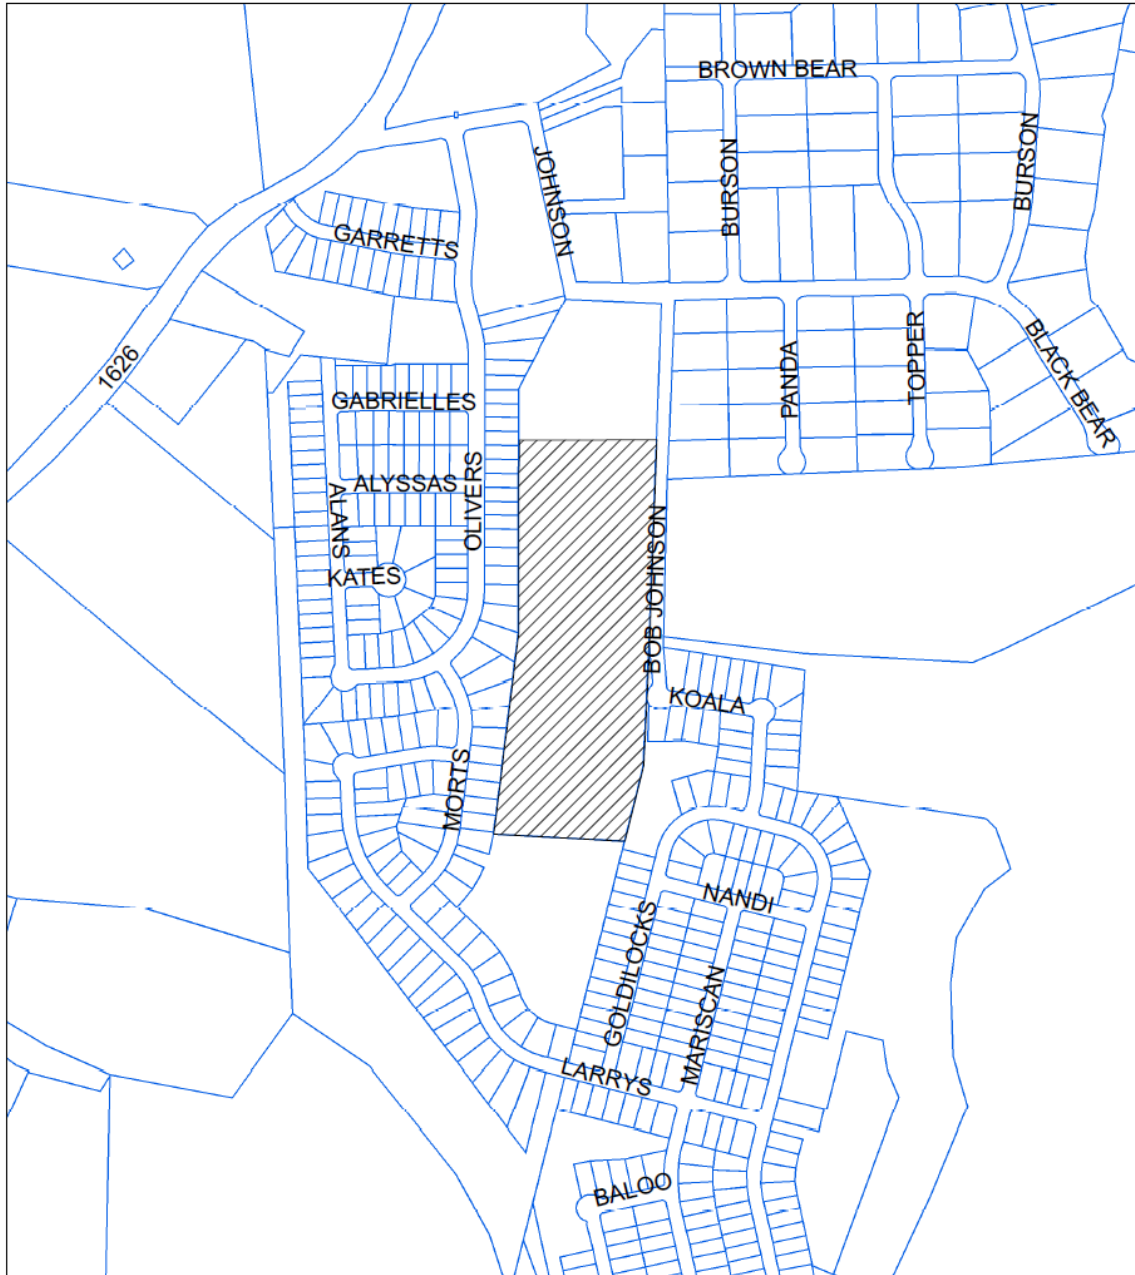 BROWN BEAR
JOHNSON
BURSON
BURSON
GARRETTS
1626
PANDA
TOPPER
BLACK BEAR
GABRIELLES
ALYSSAS
OLIVERS
ALANS
KATES
BOB JOHNSON
KOALA
MORTS
NANDI
GOLDILOCKS
MARISCAN
LARRYS
BALOO